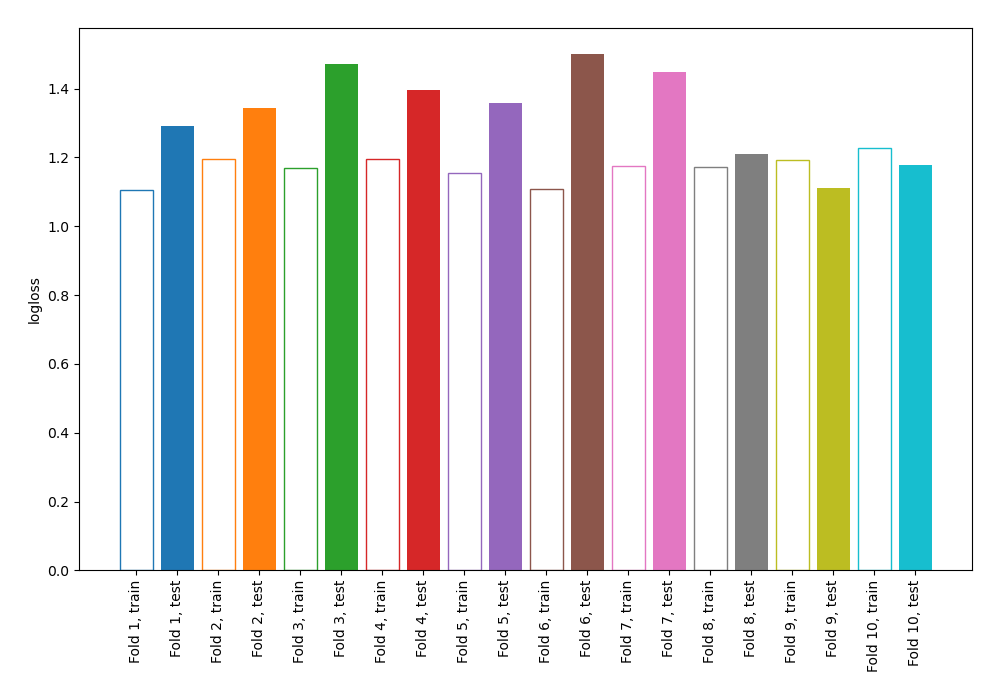 logloss
1.4
1.2
1.0
0.8
0.6
0.4
0.2
0.0
Fold 1, train
Fold 1, test
Fold 2, train
Fold 2, test
Fold 3, train
Fold 3, test
Fold 4, train
Fold 4, test
Fold 5, train
Fold 5, test
Fold 6, train
Fold 6, test
Fold 7, train
Fold 7, test
Fold 8, train
Fold 8, test
Fold 9, train
Fold 9, test
Fold 10, train
Fold 10, test